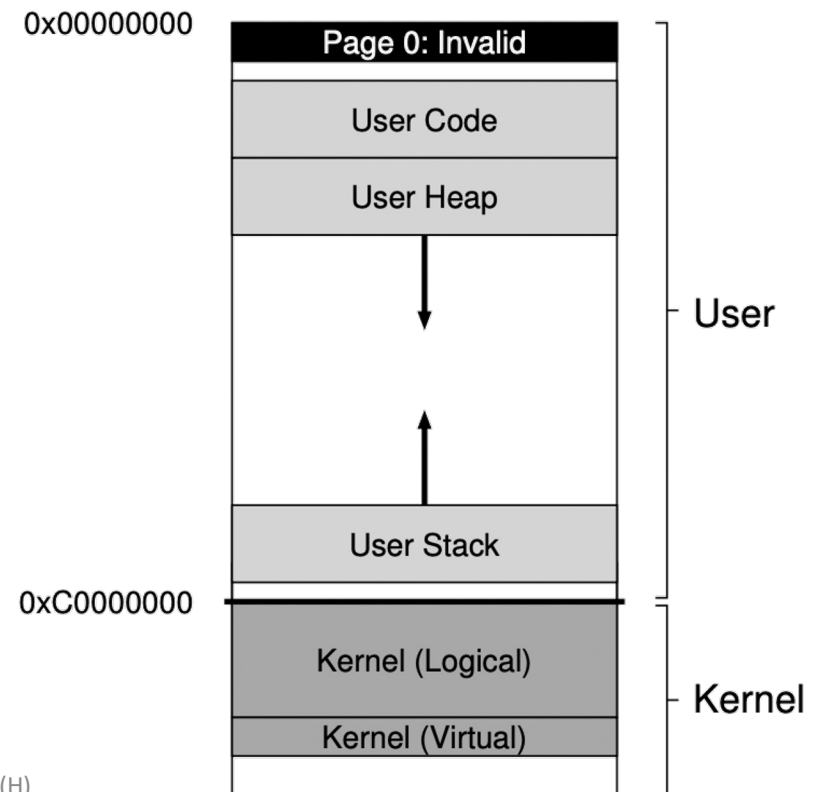 0x00000000
Page 0: Invalid
User Code
User Heap
User
User Stack
0xC0000000
Kernel (Logical)
Kernel
Kernel (Virtual)
(H)